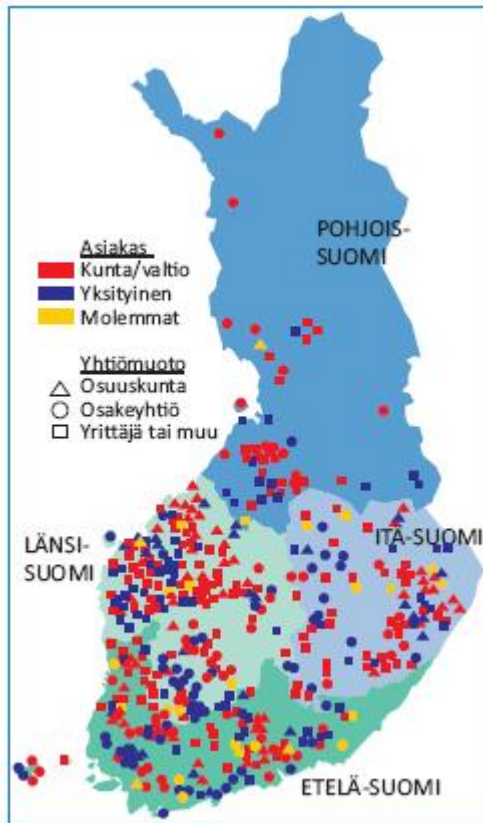 POHJOIS-
SUOMI
Asiakas
Kunta/valtio
Yksityinen
Molemmat
Yhtiömuoto
Osuuskunta
Osakeyhtiö
Yrittäjä tai muu
LÄNSI-
SUOMI
ITÄ-SUOMI
ETELÄ-SUOMI